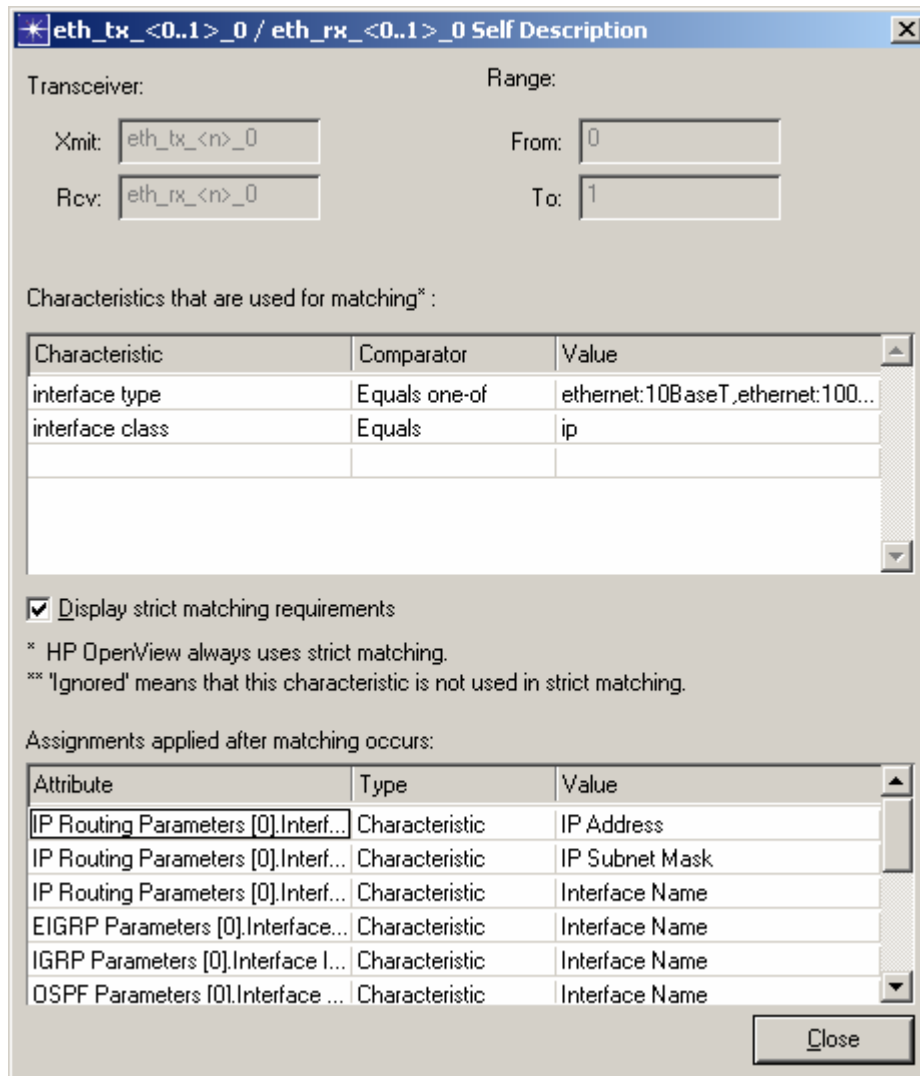 eth_tx_<0..1>_0 / eth_rx_<0..1>_0 Self Description
Transceiver: Range:
Xmit: eth_tx_<n>_0 From: 0
Rcv: eth_rx_<n>_0 To: 1
Characteristics that are used for matching* :
Characteristic Comparator Value
interface type Equals one-of ethernet:10BaseT,ethernet:100...
interface class Equals ip
Display strict matching requirements
* HP OpenView always uses strict matching.
** 'Ignored' means that this characteristic is not used in strict matching.
Assignments applied after matching occurs:
Attribute Type Value
IP Routing Parameters [0].Interf... Characteristic IP Address
IP Routing Parameters [0].Interf... Characteristic IP Subnet Mask
IP Routing Parameters [0].Interf... Characteristic Interface Name
EIGRP Parameters [0].Interface... Characteristic Interface Name
IGRP Parameters [0].Interface I... Characteristic Interface Name
OSPF Parameters [0].Interface ... Characteristic Interface Name
Close